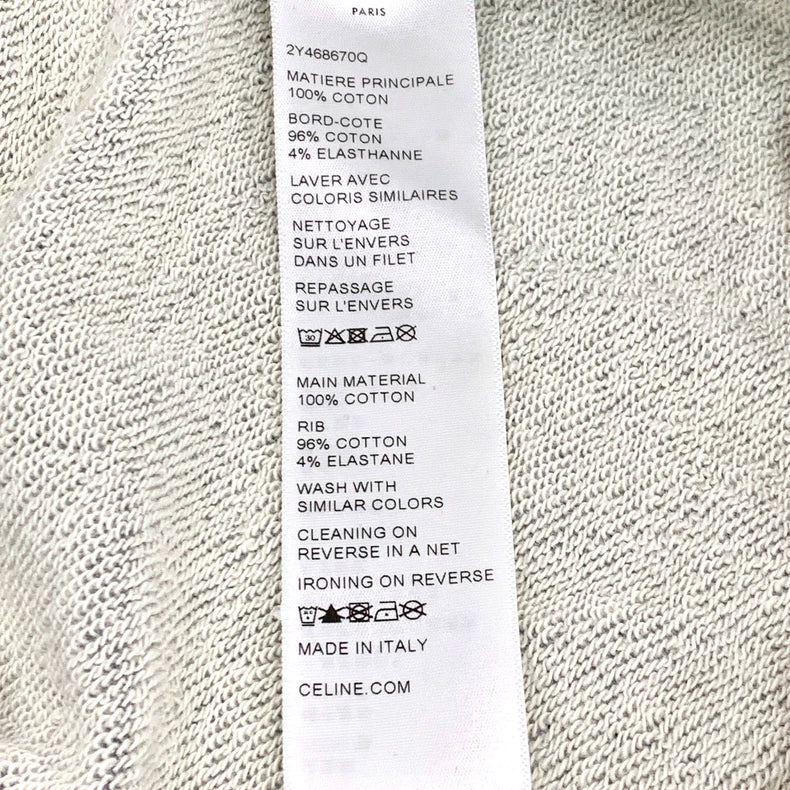 PARIS
2Y468670Q
MATIERE PRINCIPALE
100% COTON
BORD-COTE
96% COTON
4% ELASTHANNE
LAVER AVEC
COLORIS SIMILAIRES
NETTOYAGE
SUR L'ENVERS
DANS UN FILET
REPASSAGE
SUR L'ENVERS
30
MAIN MATERIAL
100% COTTON
RIB
96% COTTON
4% ELASTANE
WASH WITH
SIMILAR COLORS
CLEANING ON
REVERSE IN A NET
IRONING ON REVERSE
MADE IN ITALY
CELINE.COM